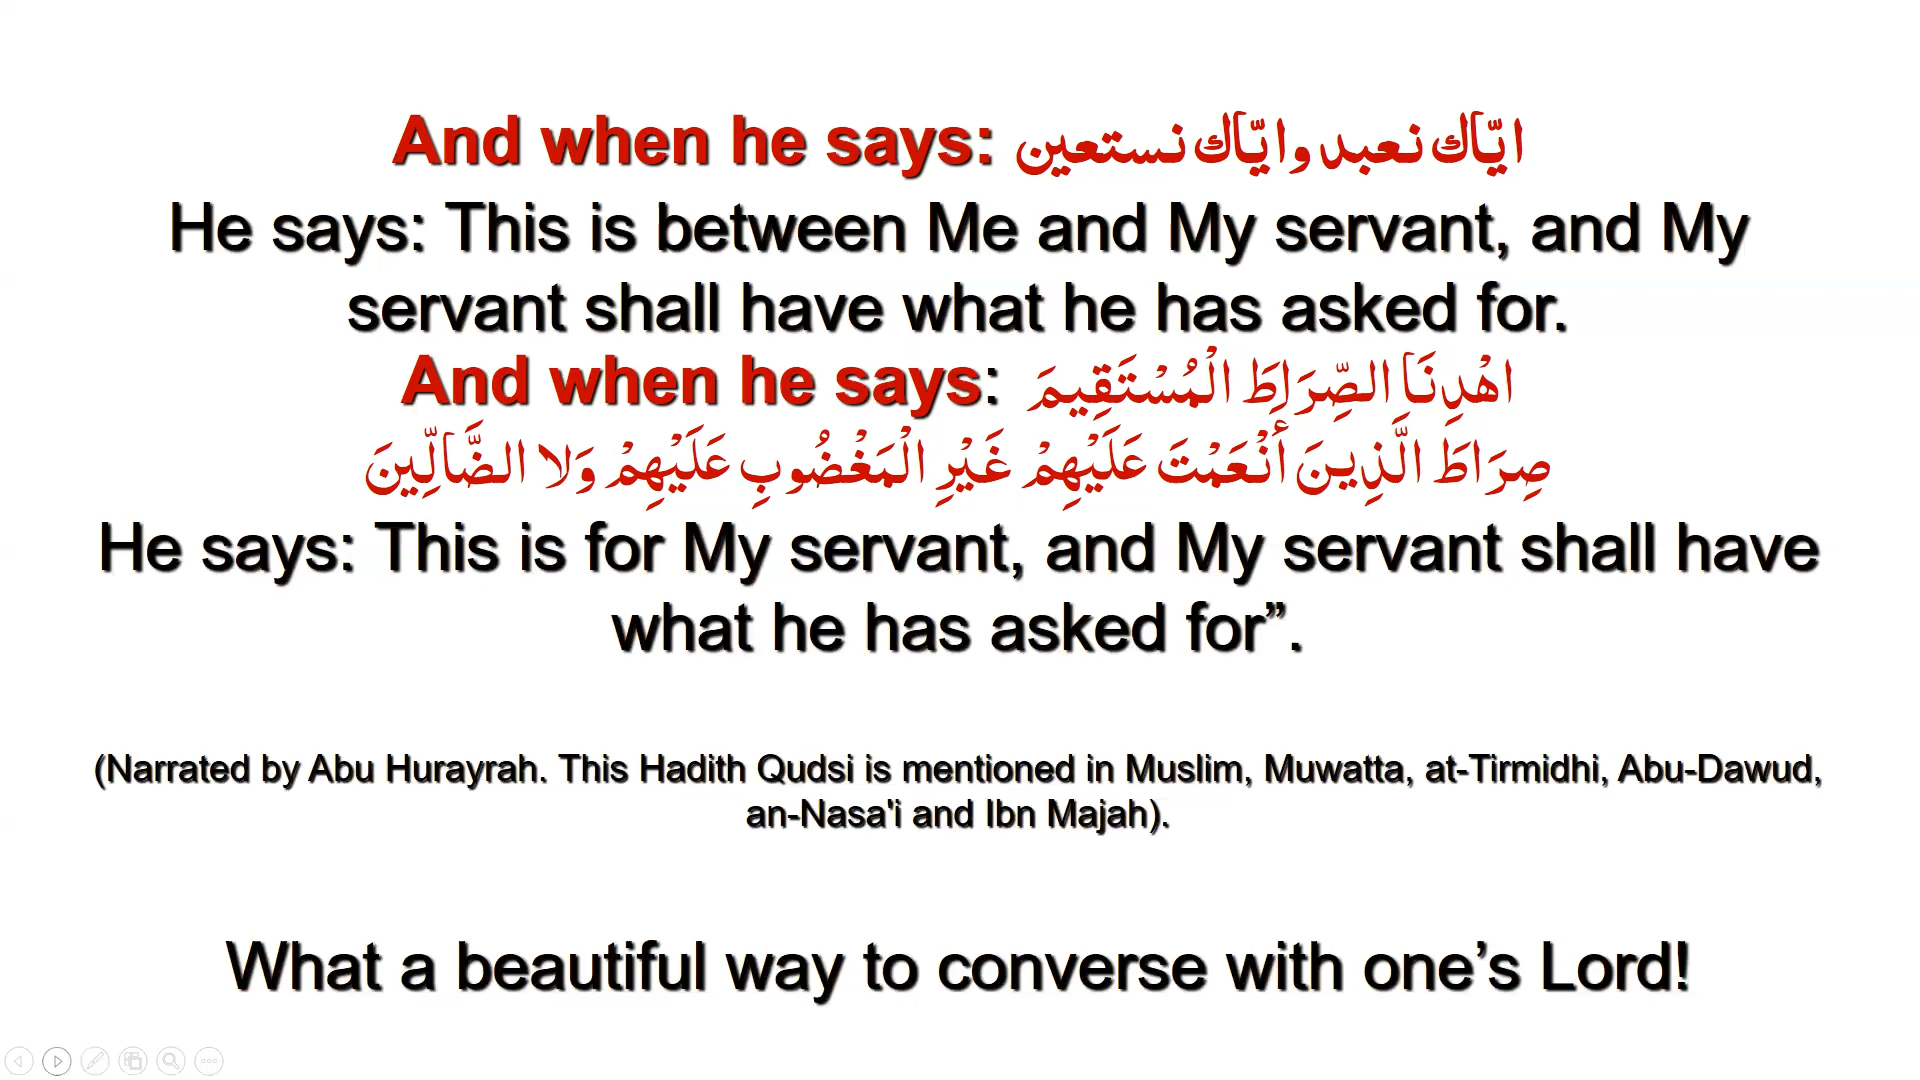 And when he says: ايّاك نعبد وايّاك نستعين
He says: This is between Me and My servant, and My
servant shall have what he has asked for.
And when he says: اهْدِنَا الصِّرَاطَ الْمُسْتَقِيمَ
صِرَاطَ الَّذِينَ أَنْعَمْتَ عَلَيْهِمْ غَيْرِ الْمَغْضُوبِ عَلَيْهِمْ وَلا الضَّالِّينَ
He says: This is for My servant, and My servant shall have
what he has asked for”.
(Narrated by Abu Hurayrah. This Hadith Qudsi is mentioned in Muslim, Muwatta, at-Tirmidhi, Abu-Dawud,
an-Nasa'i and Ibn Majah).
What a beautiful way to converse with one’s Lord!